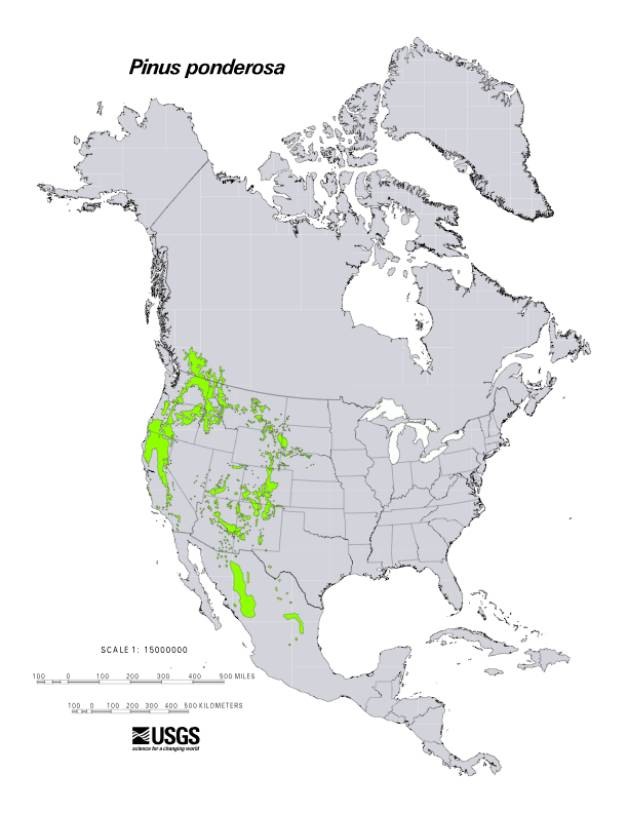 Pinus ponderosa
SCALE 1: 15000000
100 0 100 200 300 400 500 MILES
100 0 100 200 300 400 500 KILOMETERS
USGS
science for a changing world